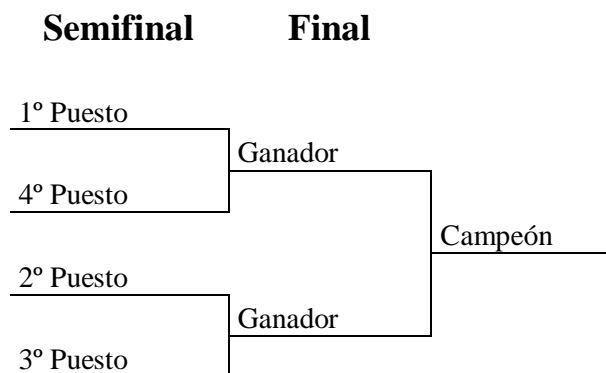 Semifinal Final
1º Puesto
Ganador
4º Puesto
Campeón
2º Puesto
Ganador
3º Puesto